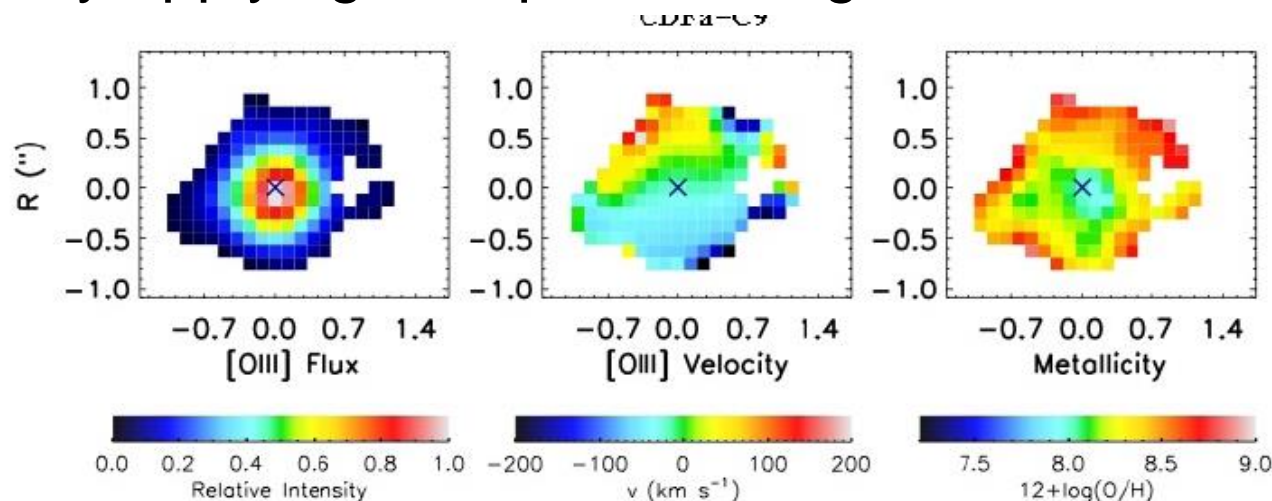 CDFa-C9
1.0 1.0 1.0
0.5 0.5 0.5
R (") 0.0 0.0 0.0
−0.5 −0.5 −0.5
−1.0 −1.0 −1.0
−0.7 0.0 0.7 1.4 −0.7 0.0 0.7 1.4 −0.7 0.0 0.7 1.4
[OIII] Flux [OIII] Velocity Metallicity
0.0 0.2 0.4 0.6 0.8 1.0 −200 −100 0 100 200 7.5 8.0 8.5 9.0
Relative Intensity v (km s⁻¹) 12+log(O/H)